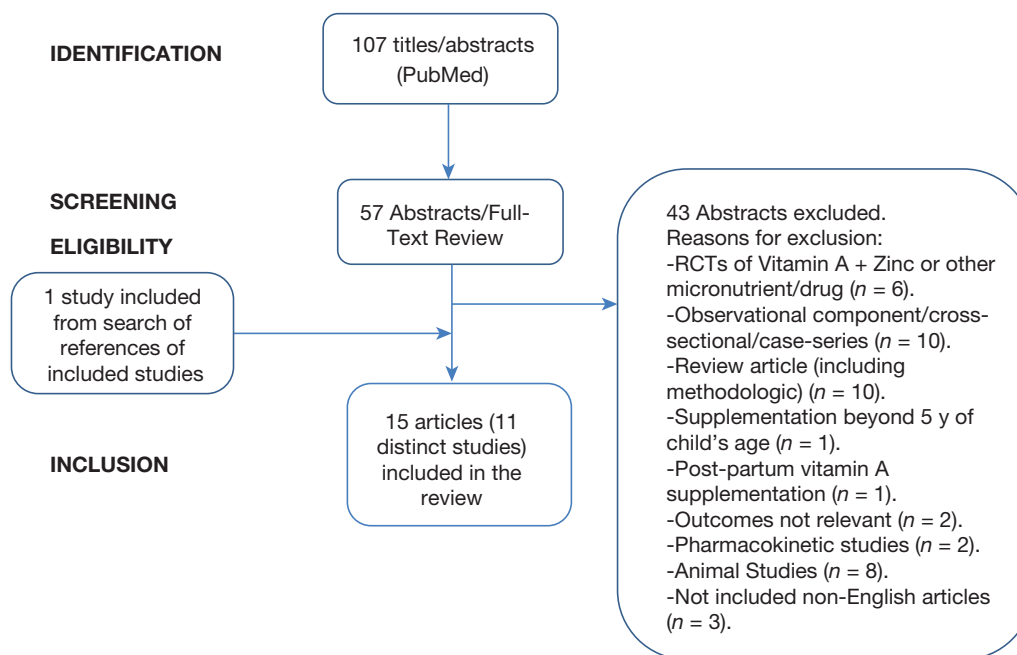 IDENTIFICATION
107 titles/abstracts
(PubMed)
SCREENING
ELIGIBILITY
57 Abstracts/Full-
Text Review
1 study included
from search of
references of
included studies
43 Abstracts excluded.
Reasons for exclusion:
-RCTs of Vitamin A + Zinc or other
micronutrient/drug (n = 6).
-Observational component/cross-
sectional/case-series (n = 10).
-Review article (including
methodologic) (n = 10).
-Supplementation beyond 5 y of
child's age (n = 1).
-Post-partum vitamin A
supplementation (n = 1).
-Outcomes not relevant (n = 2).
-Pharmacokinetic studies (n = 2).
-Animal Studies (n = 8).
-Not included non-English articles
(n = 3).
INCLUSION
15 articles (11
distinct studies)
included in the
review